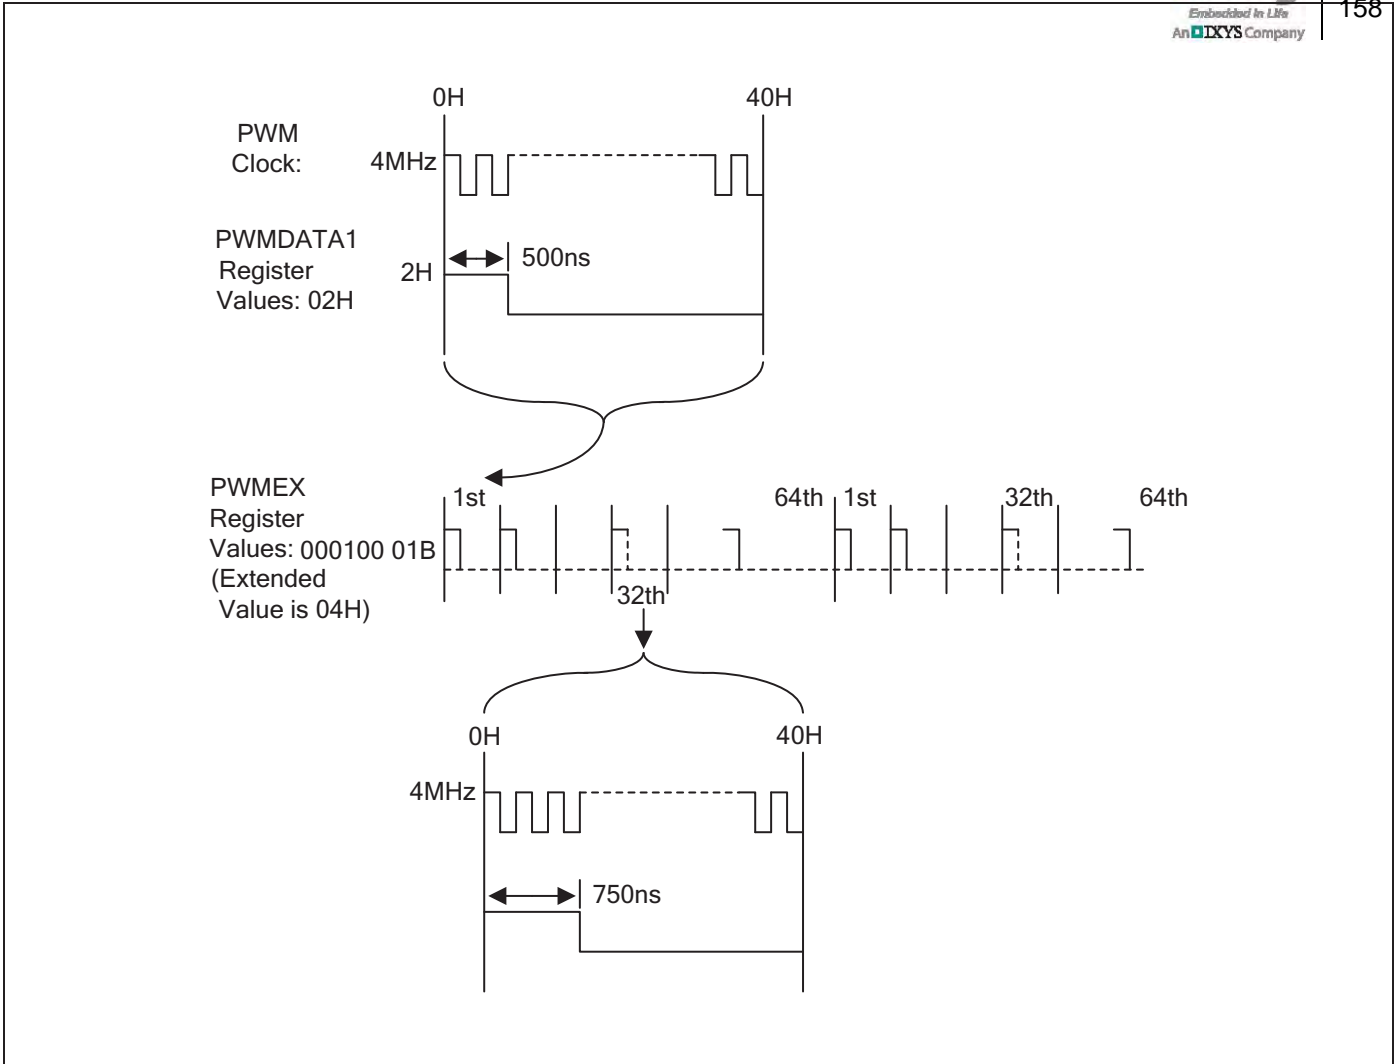 158
Embedded in Life
An IXYS Company
0H 40H
PWM
Clock: 4MHz
PWMDATA1
Register
Values: 02H
2H
500ns
PWMEX
Register
Values: 000100 01B
(Extended
Value is 04H)
1st 64th 1st 32th 64th
32th
0H 40H
4MHz
750ns